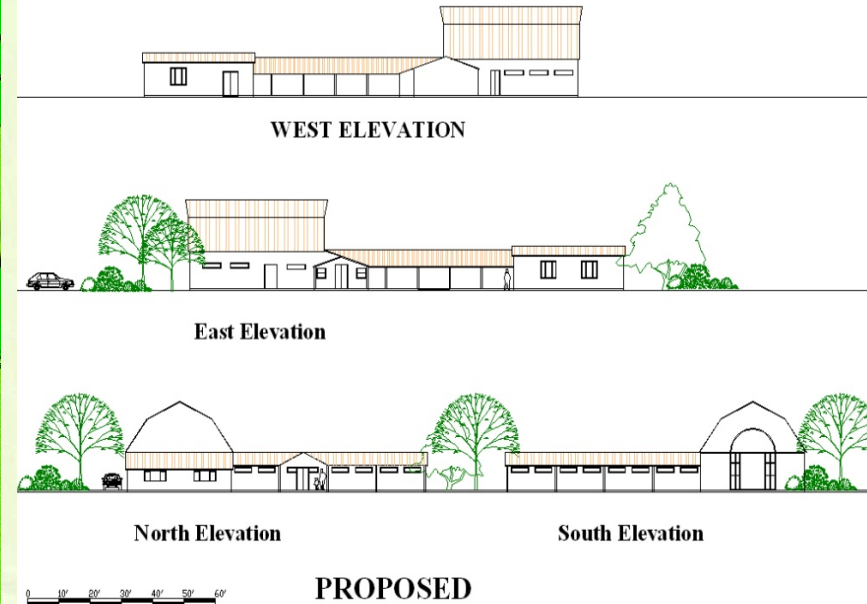 WEST ELEVATION
East Elevation
North Elevation South Elevation
PROPOSED
0 10' 20' 30' 40' 50' 60'